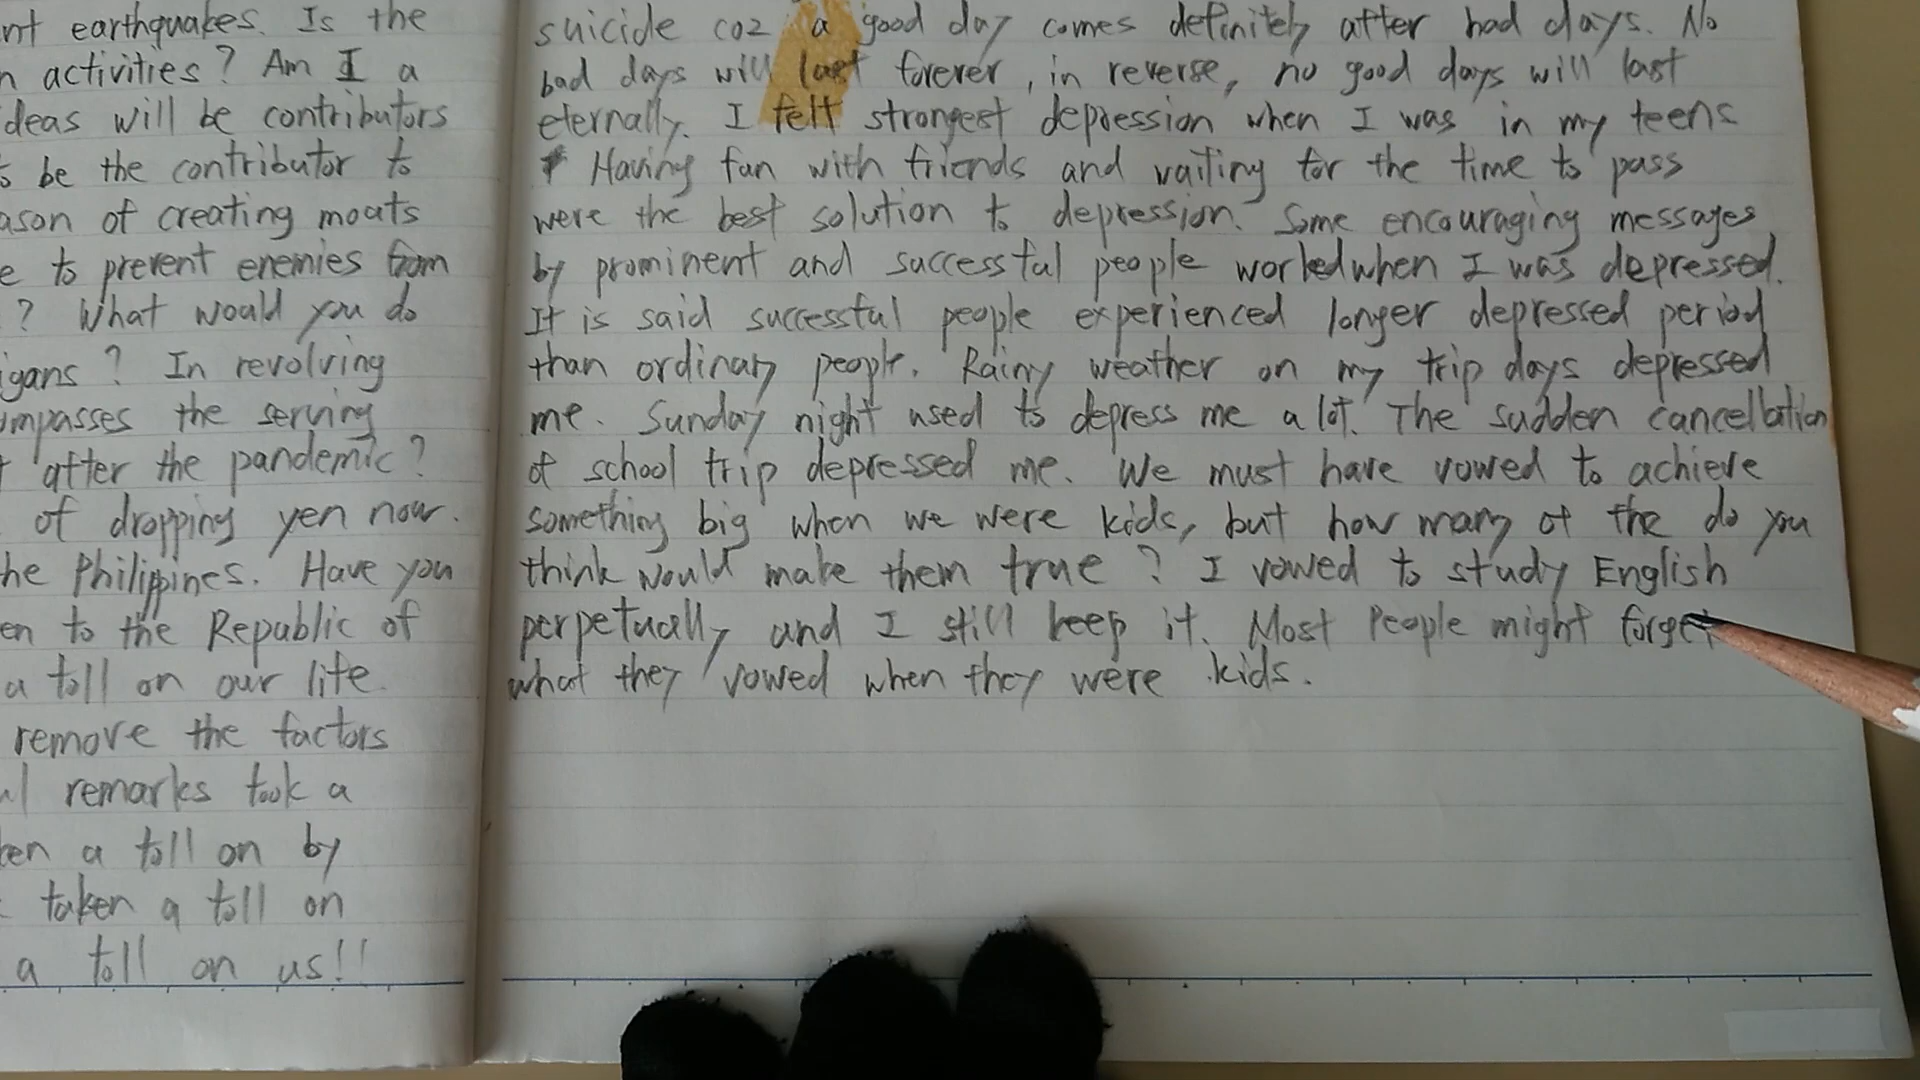 nt earthquakes. Is the
n activities? Am I a
deas will be contributors
be the contributor to
ason of creating moats
e to prevent enemies from
? What would you do
igans? In revolving
mpasses the serving
after the pandemic?
of dropping yen now.
he Philippines. Have you
en to the Republic of
a toll on our life.
remove the factors
remarks took a
ken a toll on by
taken a toll on
a toll on us!!
suicide coz a good day comes definitely after bad days. No
bad days will last forever, in reverse, no good days will last
eternally. I felt strongest depression when I was in my teens
Having fun with friends and vaiting for the time to pass
were the best solution to depression. Some encouraging messages
by prominent and successful people worked when I was depressed.
It is said successful people experienced longer depressed period
than ordinary people. Rainy weather on my trip days depressed
me. Sunday night used to depress me a lot. The sudden cancellation
of school trip depressed me. We must have vowed to achieve
something big when we were kids, but how many of the do you
think would make them true? I vowed to study English
perpetually and I still keep it. Most People might forget
what they vowed when they were kids.